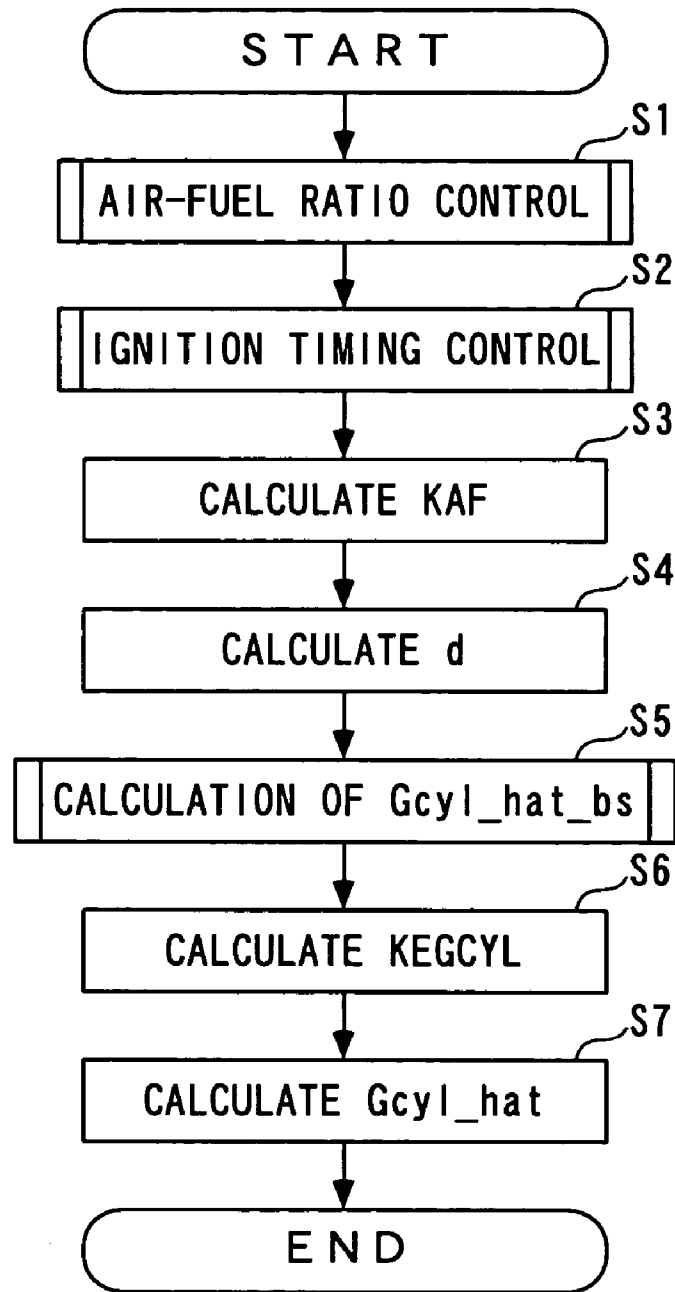 START
S1
AIR-FUEL RATIO CONTROL
S2
IGNITION TIMING CONTROL
S3
CALCULATE KAF
S4
CALCULATE d
S5
CALCULATION OF Gcyl_hat_bs
S6
CALCULATE KEGCYL
S7
CALCULATE Gcyl_hat
END